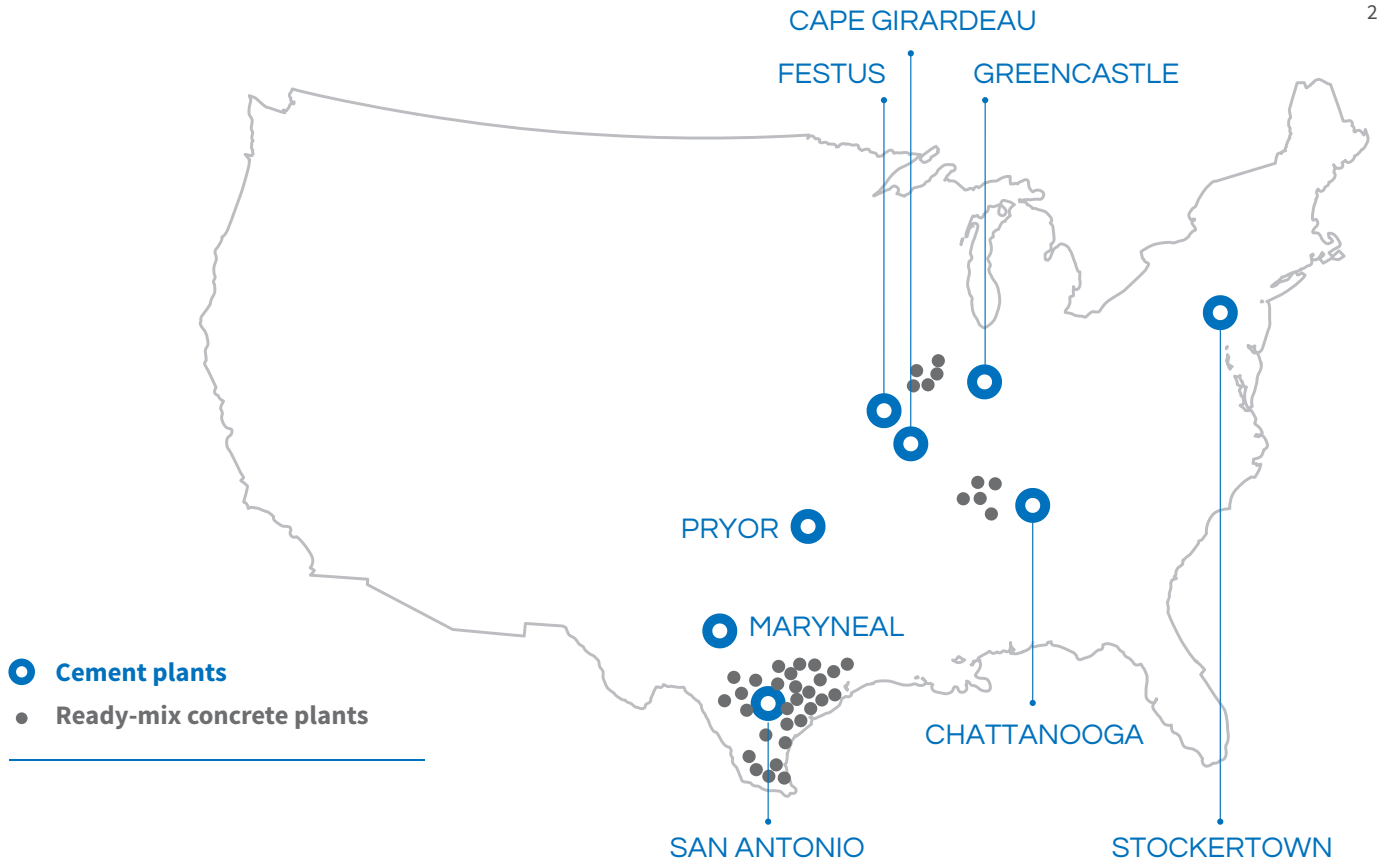 2
CAPE GIRARDEAU
FESTUS
GREENCASTLE
PRYOR
MARYNEAL
Cement plants
Ready-mix concrete plants
CHATTANOOGA
SAN ANTONIO
STOCKERTOWN